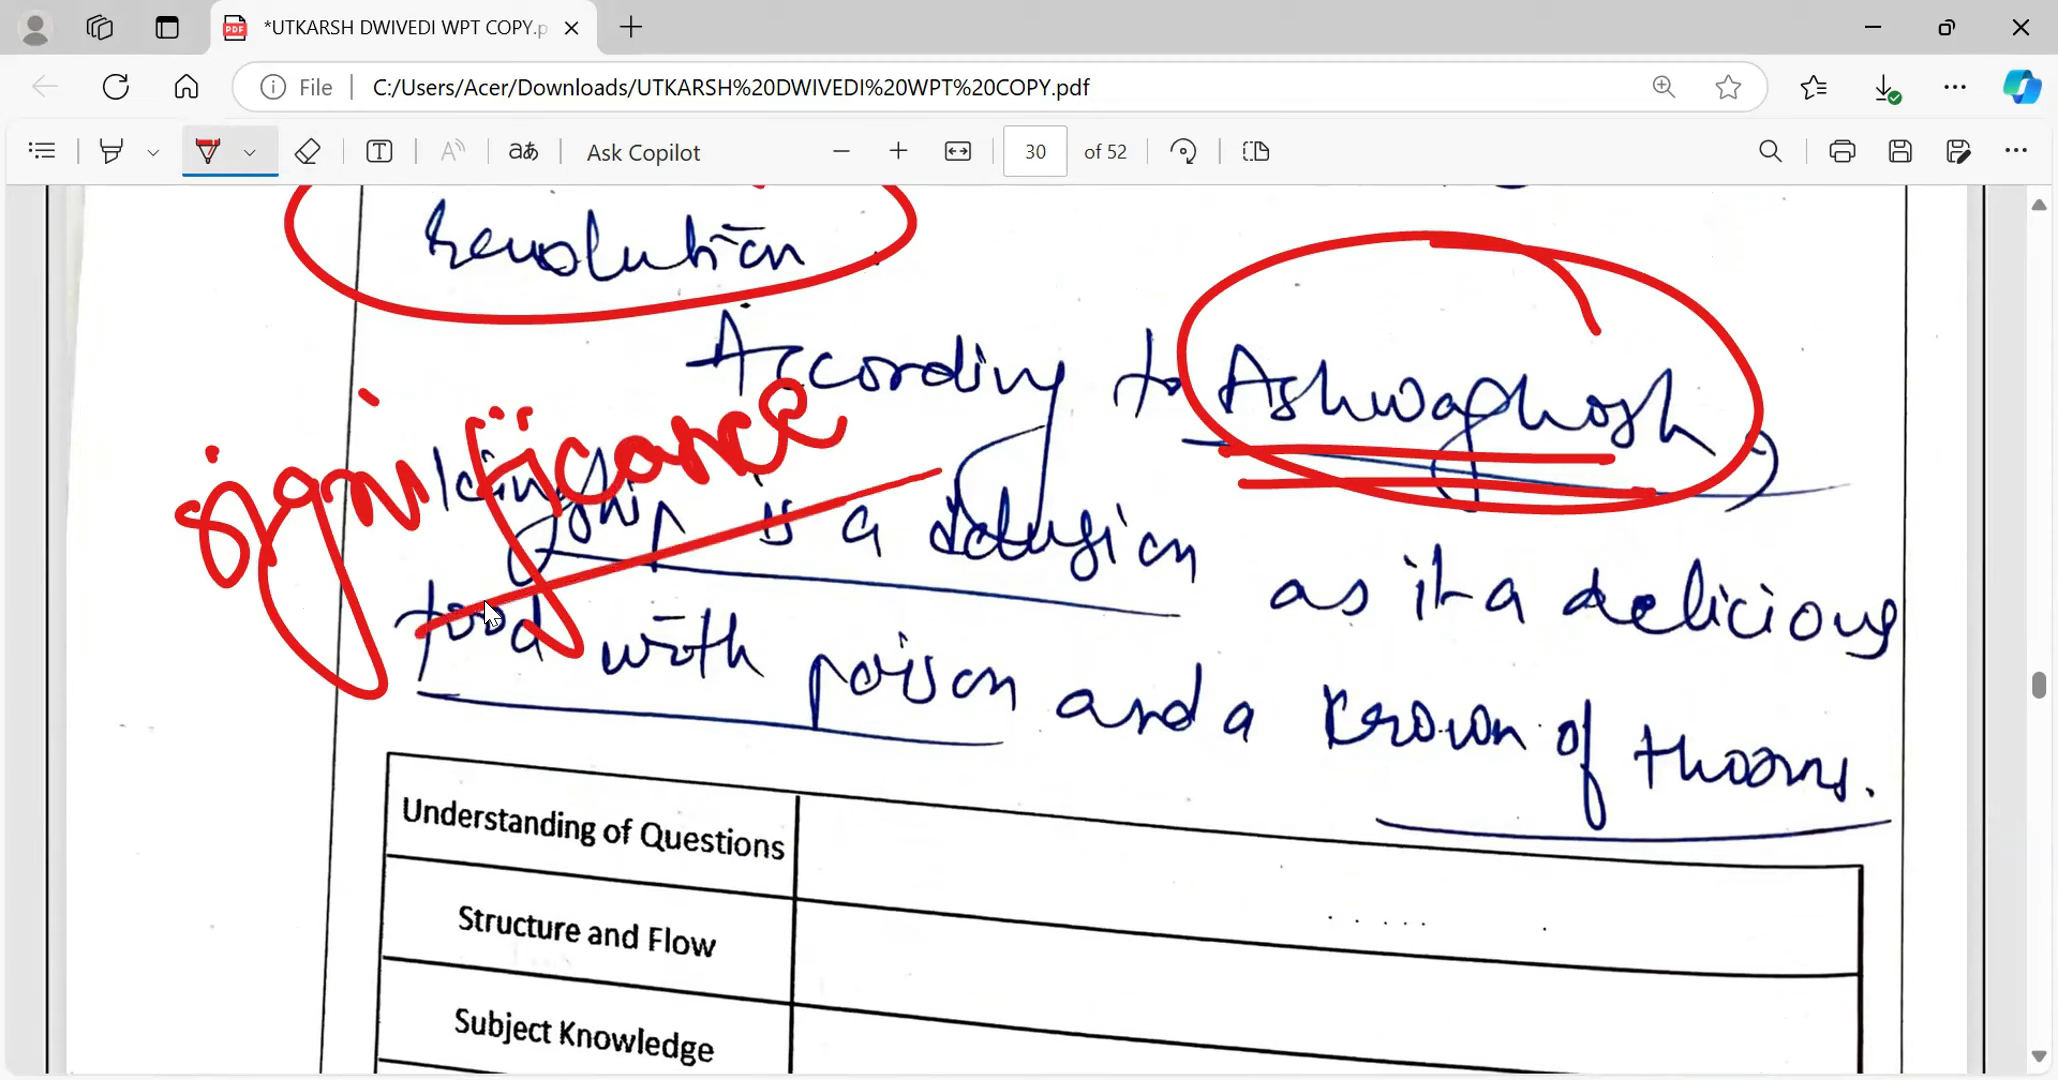 *UTKARSH DWIVEDI WPT COPY.p
File C:/Users/Acer/Downloads/UTKARSH%20DWIVEDI%20WPT%20COPY.pdf
Ask Copilot 30 of 52
Revolution.
According to Ashwaghosh,
significance
kingship is a delusion as it a delicious
food with poison and a Crown of thorns.
Understanding of Questions
Structure and Flow
Subject Knowledge